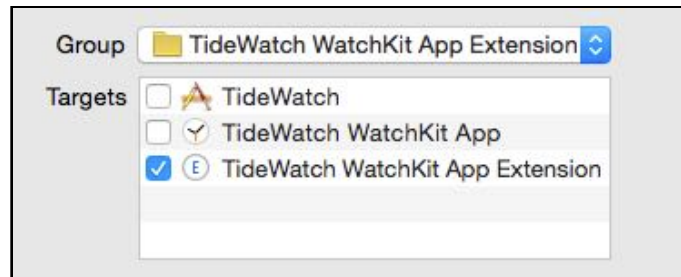 Group TideWatch WatchKit App Extension
Targets TideWatch
TideWatch WatchKit App
E TideWatch WatchKit App Extension